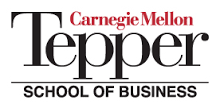 Carnegie Mellon
Tepper
SCHOOL OF BUSINESS